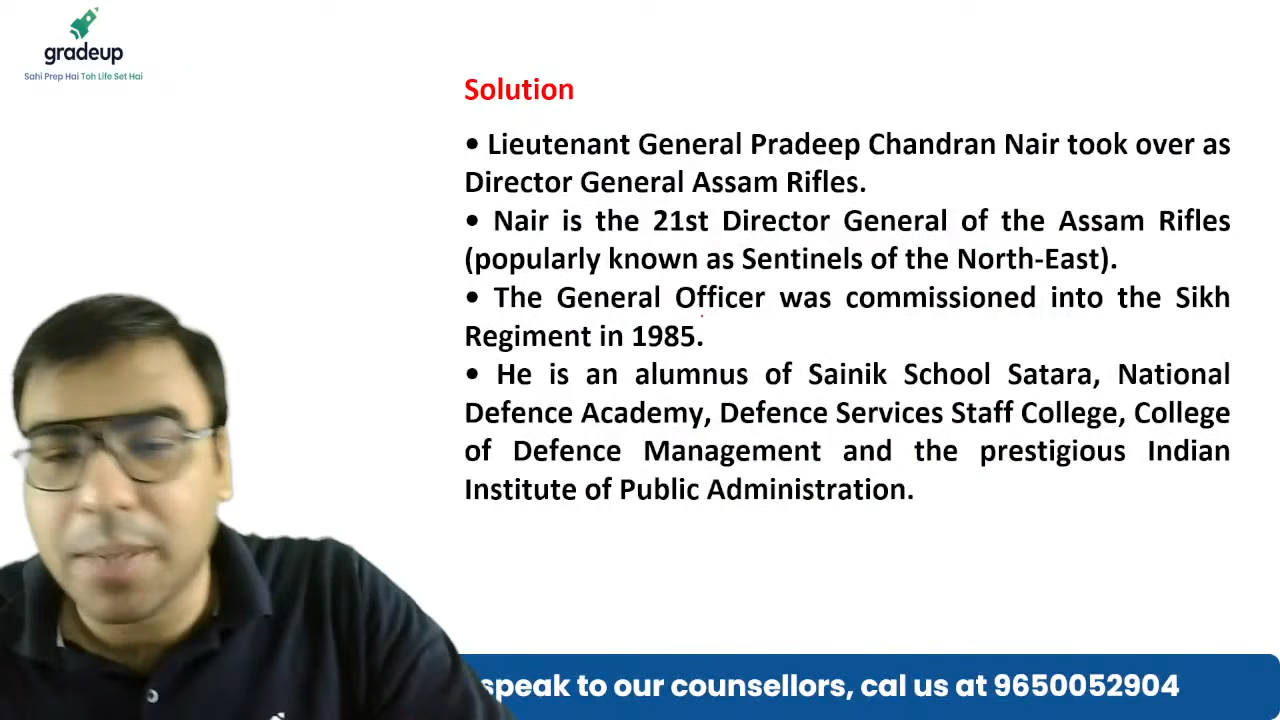 gradeup
Sahi Prep Hai Toh Life Set Hai
Solution
• Lieutenant General Pradeep Chandran Nair took over as
Director General Assam Rifles.
• Nair is the 21st Director General of the Assam Rifles
(popularly known as Sentinels of the North-East).
• The General Officer was commissioned into the Sikh
Regiment in 1985.
• He is an alumnus of Sainik School Satara, National
Defence Academy, Defence Services Staff College, College
of Defence Management and the prestigious Indian
Institute of Public Administration.
speak to our counsellors, cal us at 9650052904